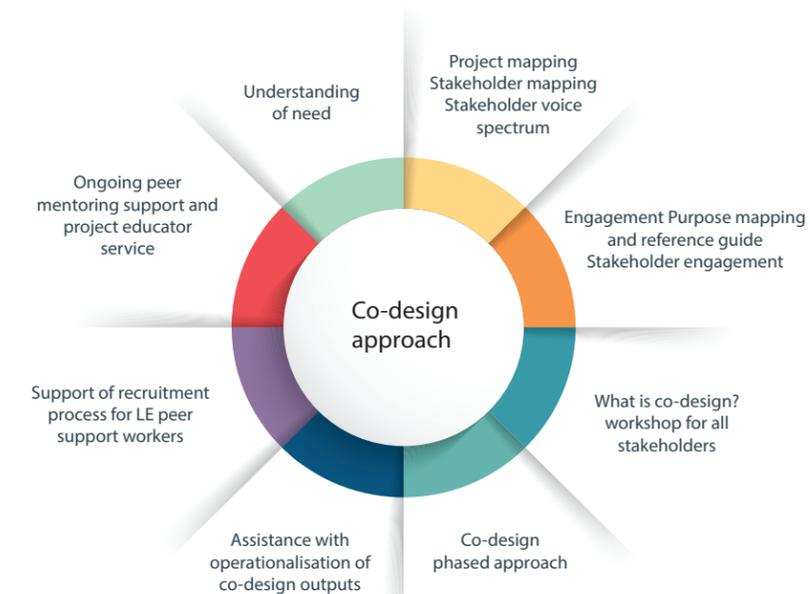 Understanding
of need
Project mapping
Stakeholder mapping
Stakeholder voice
spectrum
Engagement Purpose mapping
and reference guide
Stakeholder engagement
What is co-design?
workshop for all
stakeholders
Co-design
phased approach
Assistance with
operationalisation of
co-design outputs
Support of recruitment
process for LE peer
support workers
Ongoing peer
mentoring support and
project educator
service
Co-design
approach